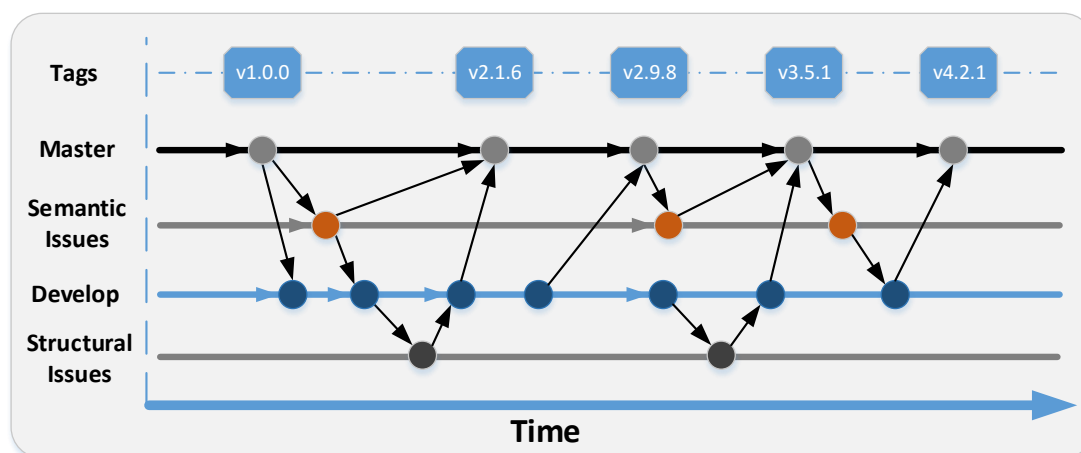 Tags
v1.0.0
v2.1.6
v2.9.8
v3.5.1
v4.2.1
Master
Semantic
Issues
Develop
Structural
Issues
Time